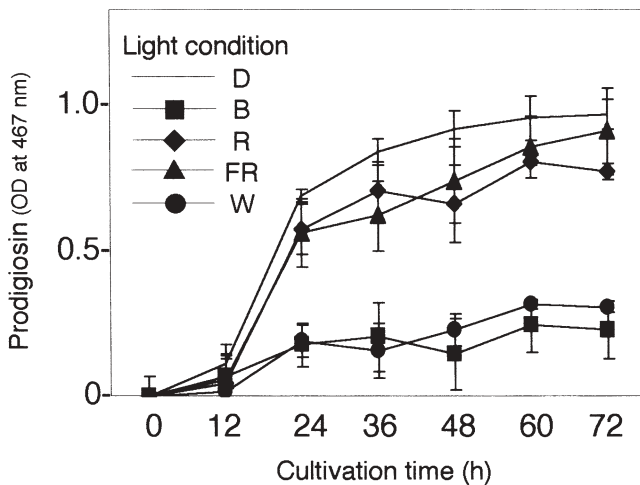 Light condition
D
B
R
FR
W
Prodigiosin (OD at 467 nm)
1.0
0.5
0
0 12 24 36 48 60 72
Cultivation time (h)